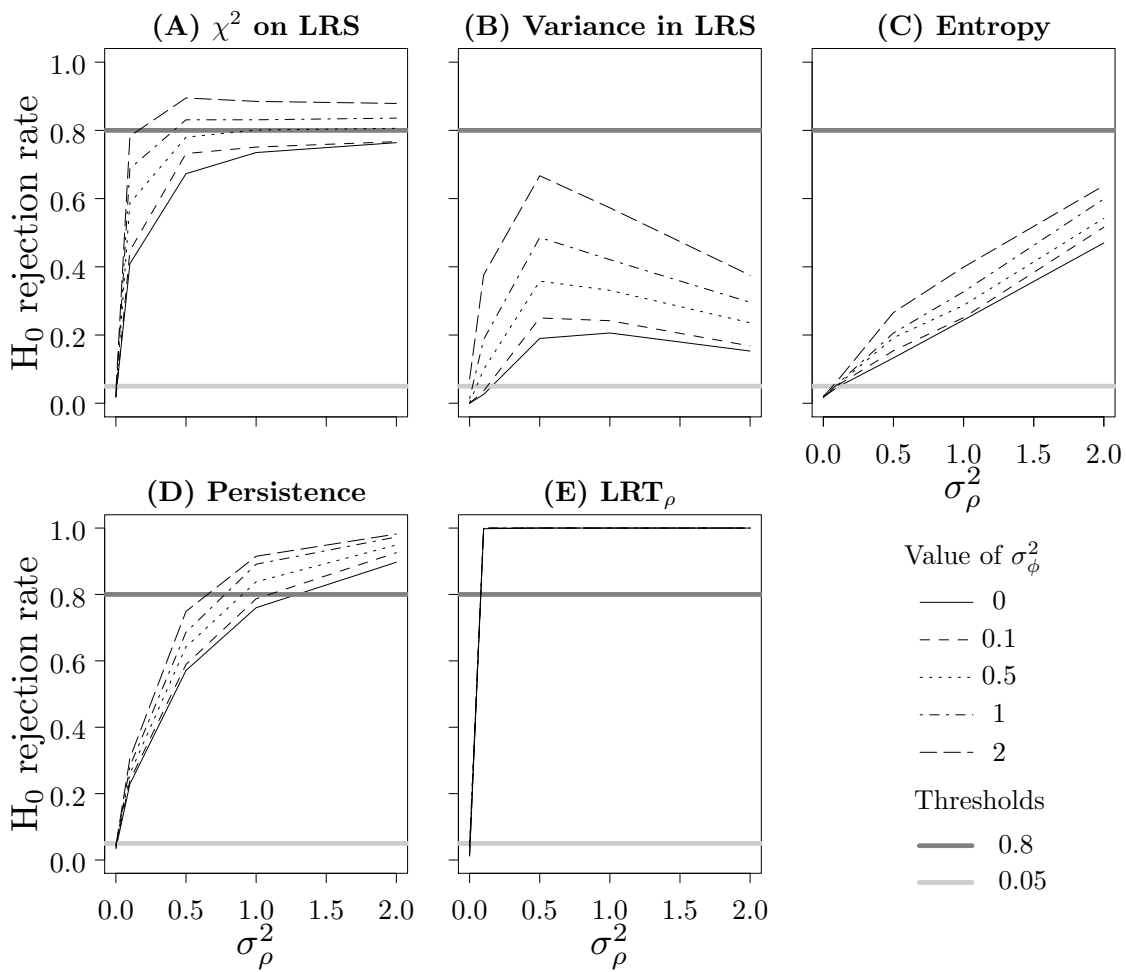 (A) χ² on LRS
(B) Variance in LRS
(C) Entropy
H₀ rejection rate
1.0
0.8
0.6
0.4
0.2
0.0
0.0 0.5 1.0 1.5 2.0
σ²ᵨ
(D) Persistence
(E) LRTᵨ
H₀ rejection rate
1.0
0.8
0.6
0.4
0.2
0.0
0.0 0.5 1.0 1.5 2.0
σ²ᵨ
0.0 0.5 1.0 1.5 2.0
σ²ᵨ
Value of σ²ᵩ
0
0.1
0.5
1
2
Thresholds
0.8
0.05